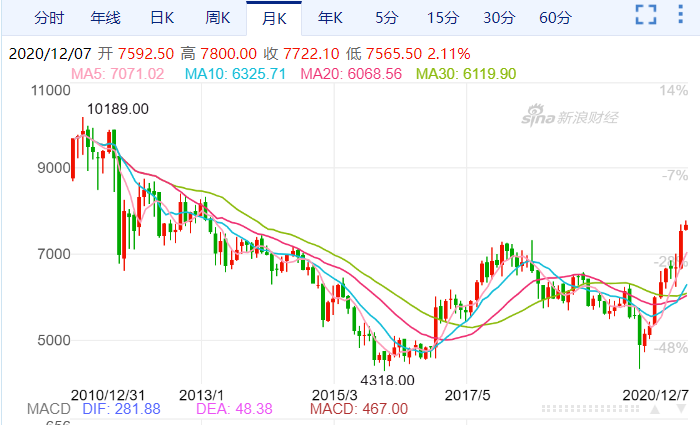 分时 年线 日K 周K 月K 年K 5分 15分 30分 60分
2020/12/07 开 7592.50 高 7800.00 收 7722.10 低 7565.50 2.11%
MA5: 7071.02 MA10: 6325.71 MA20: 6068.56 MA30: 6119.90
11000 14%
10189.00
sina 新浪财经
9000 -7%
7000 -28%
5000 -48%
4318.00
2010/12/31 2013/1 2015/3 2017/5 2020/12/7
MACD DIF: 281.88 DEA: 48.38 MACD: 467.00
656